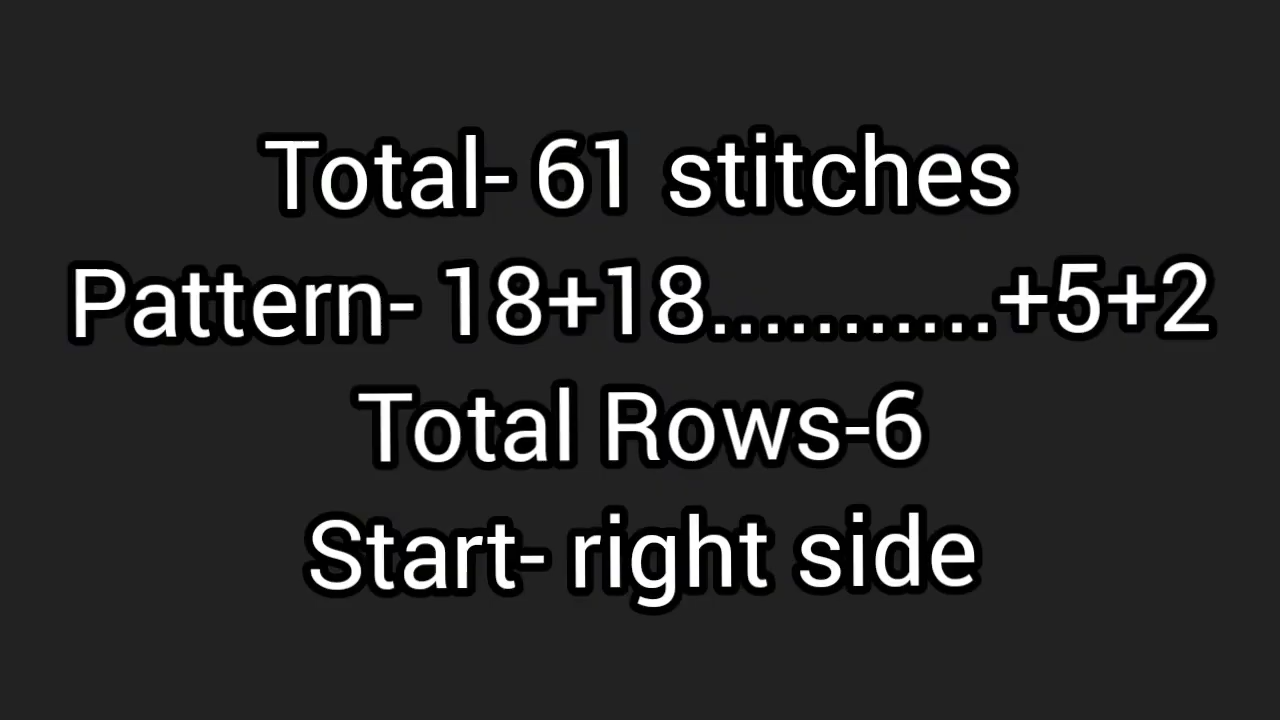 Total- 61 stitches
Pattern- 18+18...........+5+2
Total Rows-6
Start- right side